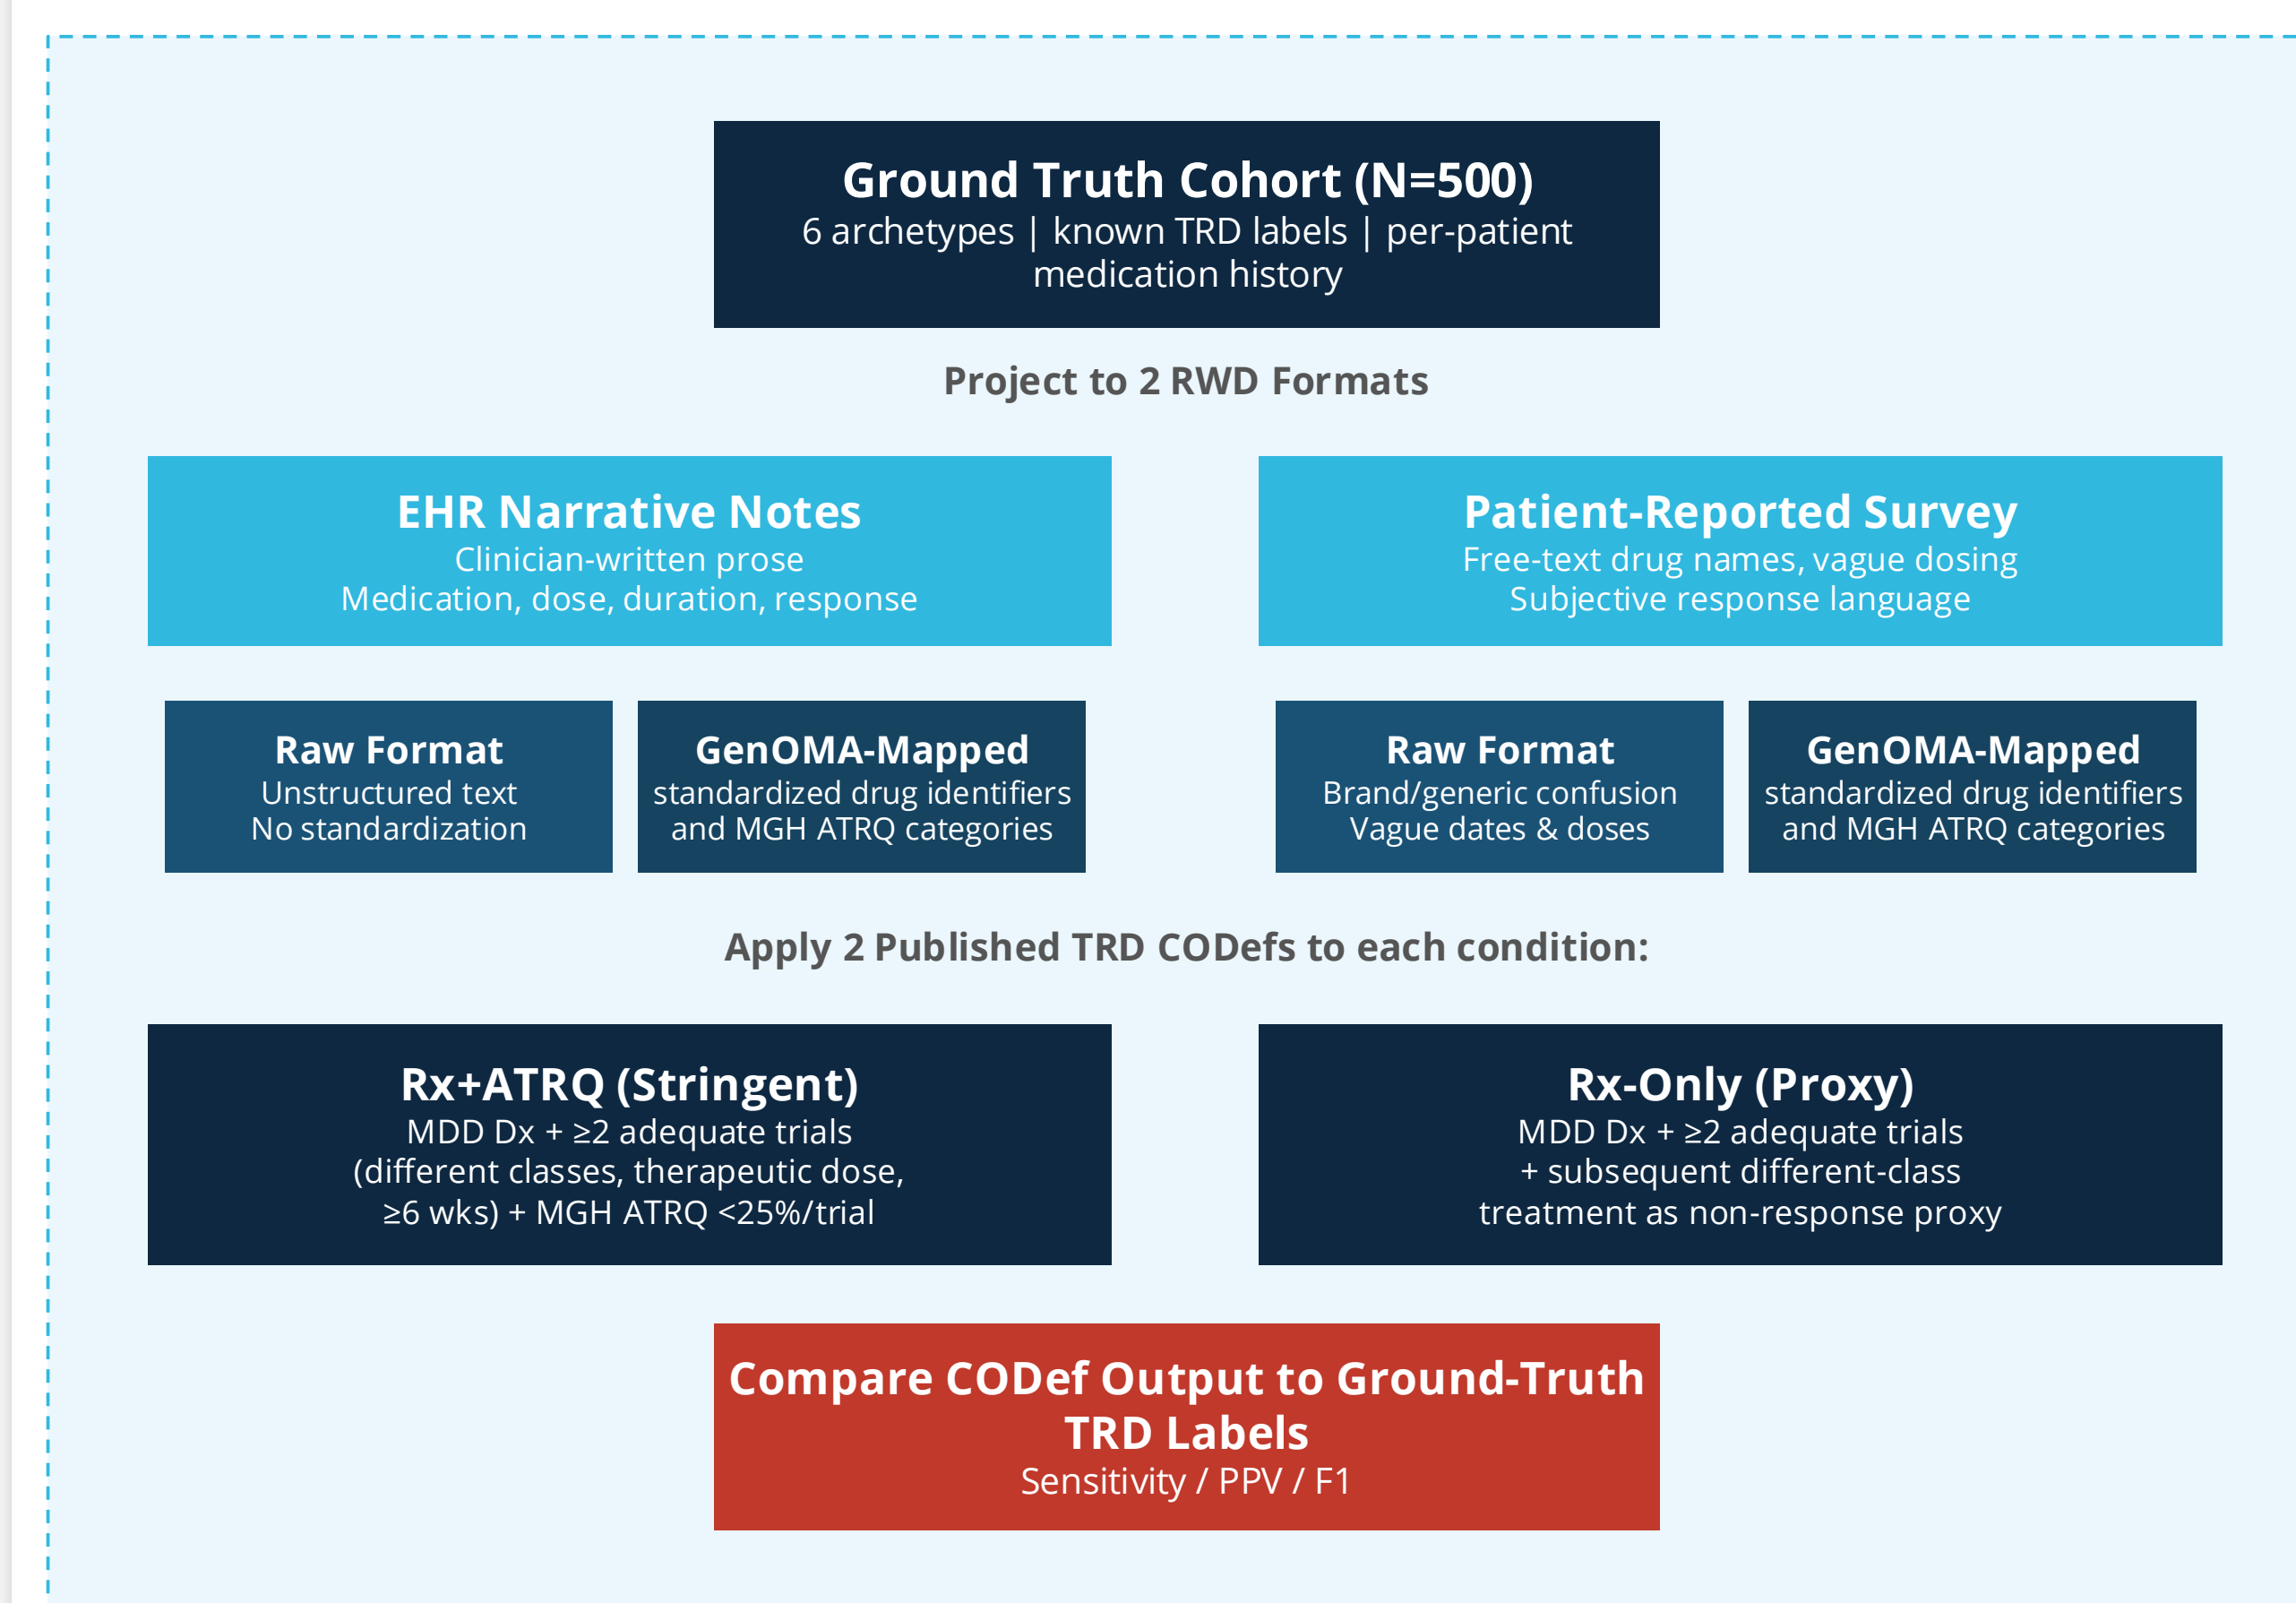 Ground Truth Cohort (N=500)
6 archetypes | known TRD labels | per-patient
medication history
Project to 2 RWD Formats
EHR Narrative Notes
Clinician-written prose
Medication, dose, duration, response
Patient-Reported Survey
Free-text drug names, vague dosing
Subjective response language
Raw Format
Unstructured text
No standardization
GenOMA-Mapped
standardized drug identifiers
and MGH ATRQ categories
Raw Format
Brand/generic confusion
Vague dates & doses
GenOMA-Mapped
standardized drug identifiers
and MGH ATRQ categories
Apply 2 Published TRD CODefs to each condition:
Rx+ATRQ (Stringent)
MDD Dx + ≥2 adequate trials
(different classes, therapeutic dose,
≥6 wks) + MGH ATRQ <25%/trial
Rx-Only (Proxy)
MDD Dx + ≥2 adequate trials
+ subsequent different-class
treatment as non-response proxy
Compare CODef Output to Ground-Truth
TRD Labels
Sensitivity / PPV / F1